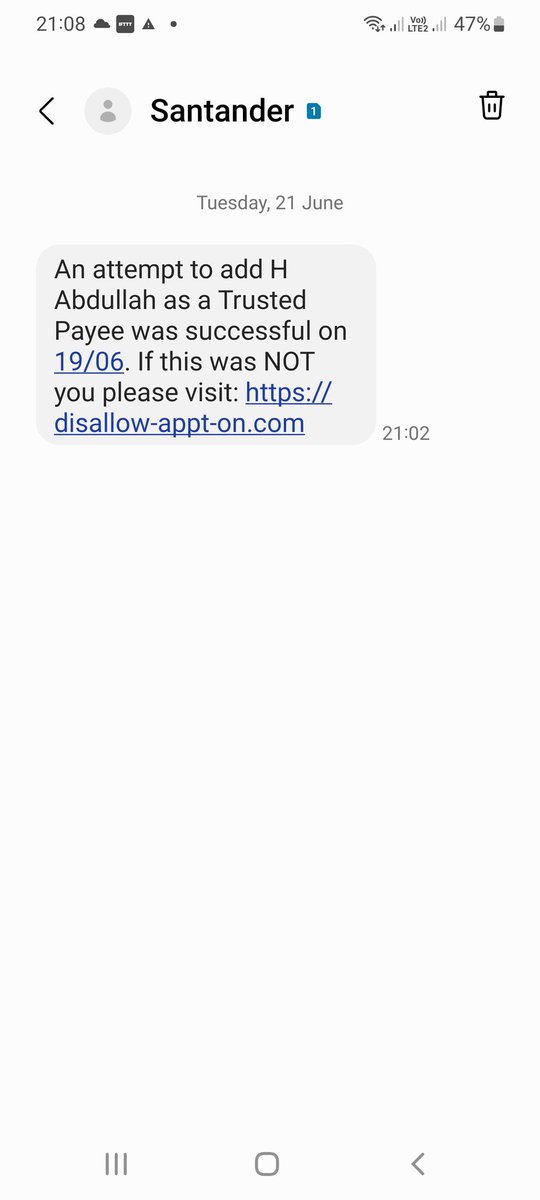 21:08 IFTTT Vo)) LTE2 47%
Santander 1
Tuesday, 21 June
An attempt to add H
Abdullah as a Trusted
Payee was successful on
19/06. If this was NOT
you please visit: https://
disallow-appt-on.com
21:02